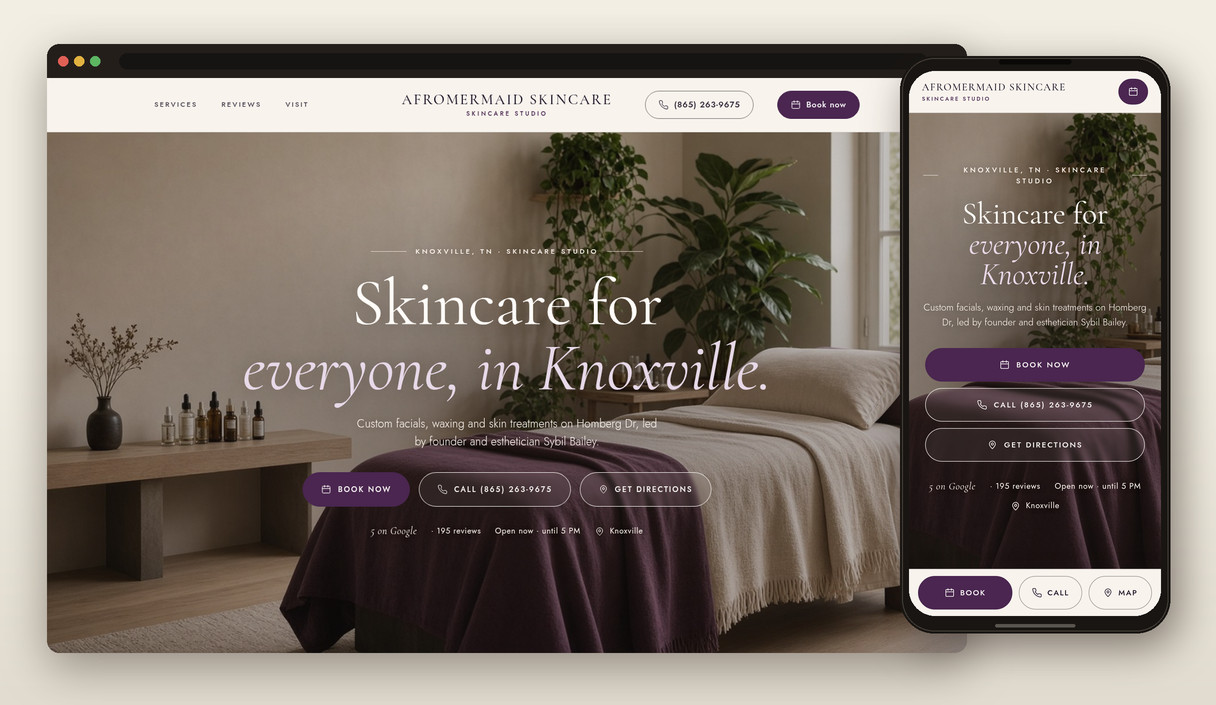 SERVICES
REVIEWS
VISIT
AFROMERMAID SKINCARE
SKINCARE STUDIO
(865) 263-9675
Book now
KNOXVILLE, TN · SKINCARE STUDIO
Skincare for
everyone, in Knoxville.
Custom facials, waxing and skin treatments on Homberg Dr, led
by founder and esthetician Sybil Bailey.
BOOK NOW
CALL (865) 263-9675
GET DIRECTIONS
5 on Google · 195 reviews Open now · until 5 PM Knoxville
AFROMERMAID SKINCARE
SKINCARE STUDIO
KNOXVILLE, TN · SKINCARE
STUDIO
Skincare for
everyone, in
Knoxville.
Custom facials, waxing and skin treatments on Homberg
Dr, led by founder and esthetician Sybil Bailey.
BOOK NOW
CALL (865) 263-9675
GET DIRECTIONS
5 on Google · 195 reviews Open now · until 5 PM
Knoxville
BOOK
CALL
MAP